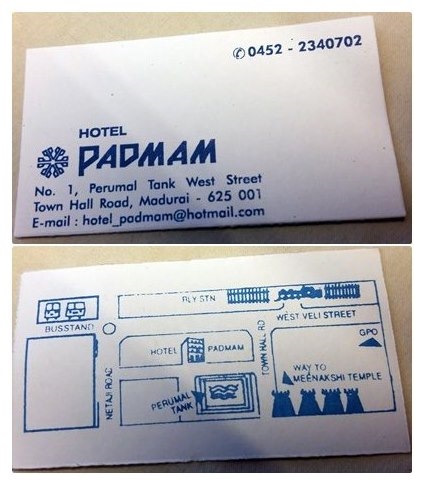 ✆ 0452 - 2340702
HOTEL
PADMAM
No. 1, Perumal Tank West Street
Town Hall Road, Madurai - 625 001
E-mail : hotel_padmam@hotmail.com
RLY STN
BUSSTAND
WEST VELI STREET
GPO
HOTEL PADMAM
TOWN HALL RD
WAY TO
MEENAKSHI TEMPLE
NETAJI ROAD
PERUMAL
TANK